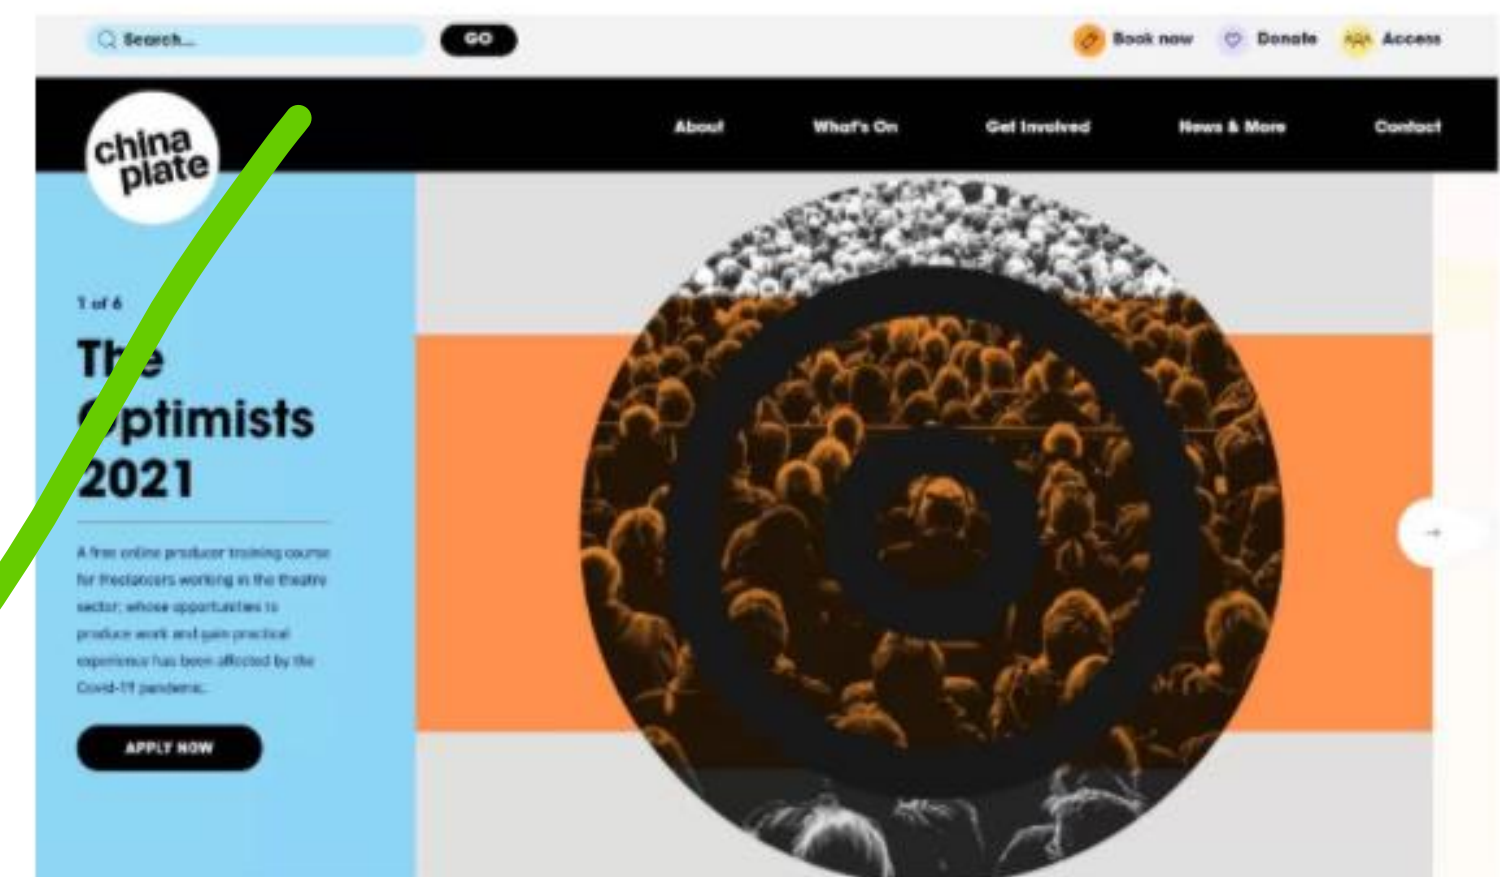 Search...
GO
Book now
Donate
Access
china
plate
About
What's On
Get Involved
News & More
Contact
1 of 6
The
Optimists
2021
A free online producer training course
for freelancers working in the theatre
sector; whose opportunities to
produce work and gain practical
experience has been affected by the
Covid-19 pandemic.
APPLY NOW